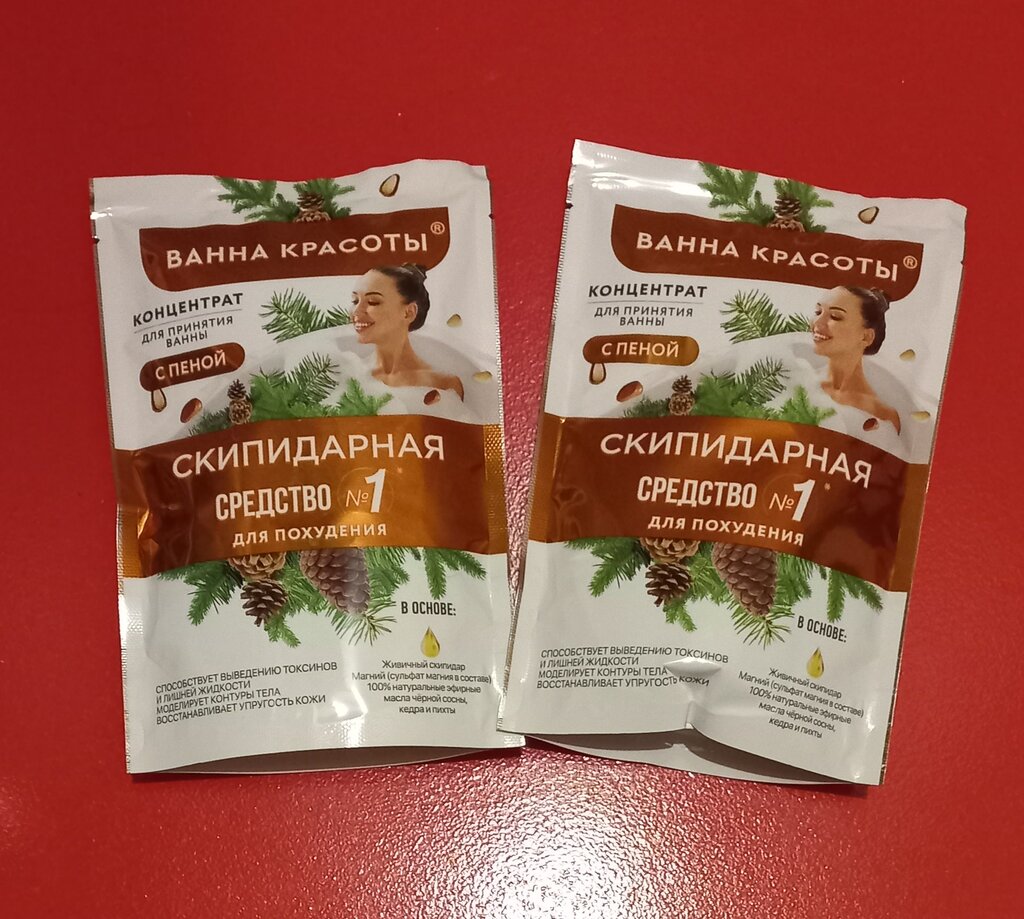 ВАННА КРАСОТЫ®
КОНЦЕНТРАТ
ДЛЯ ПРИНЯТИЯ
ВАННЫ
С ПЕНОЙ
СКИПИДАРНАЯ
СРЕДСТВО №1*
ДЛЯ ПОХУДЕНИЯ
В ОСНОВЕ:
Живичный скипидар
Магний (сульфат магния в составе)
100% натуральные эфирные
масла чёрной сосны,
кедра и пихты
СПОСОБСТВУЕТ ВЫВЕДЕНИЮ ТОКСИНОВ
И ЛИШНЕЙ ЖИДКОСТИ
МОДЕЛИРУЕТ КОНТУРЫ ТЕЛА
ВОССТАНАВЛИВАЕТ УПРУГОСТЬ КОЖИ
ВАННА КРАСОТЫ®
КОНЦЕНТРАТ
ДЛЯ ПРИНЯТИЯ
ВАННЫ
С ПЕНОЙ
СКИПИДАРНАЯ
СРЕДСТВО №1*
ДЛЯ ПОХУДЕНИЯ
В ОСНОВЕ:
Живичный скипидар
Магний (сульфат магния в составе)
100% натуральные эфирные
масла чёрной сосны,
кедра и пихты
СПОСОБСТВУЕТ ВЫВЕДЕНИЮ ТОКСИНОВ
И ЛИШНЕЙ ЖИДКОСТИ
МОДЕЛИРУЕТ КОНТУРЫ ТЕЛА
ВОССТАНАВЛИВАЕТ УПРУГОСТЬ КОЖИ